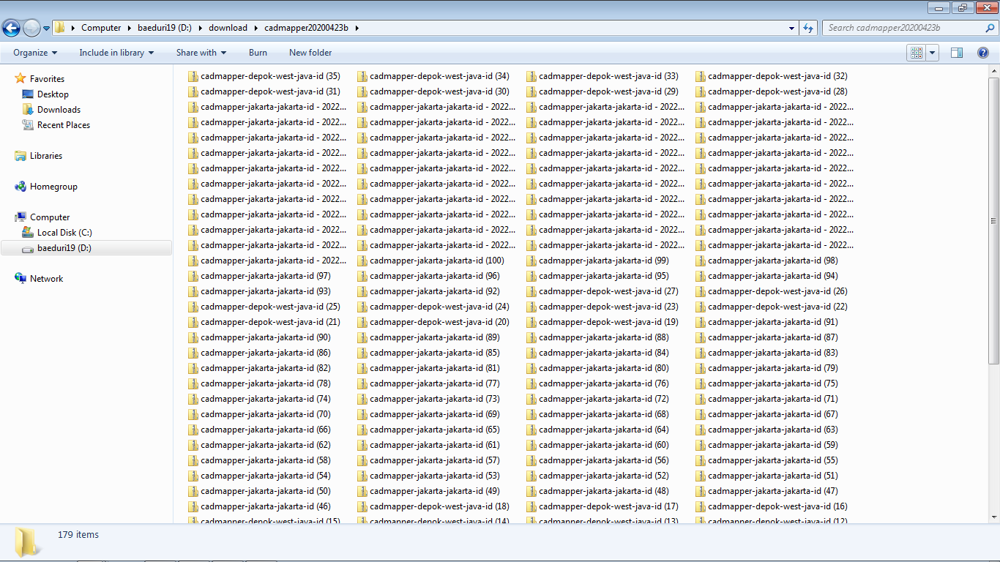 Computer baeduri19 (D:) download cadmapper20200423b Search cadmapper20200423b
Organize Include in library Share with Burn New folder
Favorites
Desktop
Downloads
Recent Places
Libraries
Homegroup
Computer
Local Disk (C:)
baeduri19 (D:)
Network
cadmapper-depok-west-java-id (35) cadmapper-depok-west-java-id (34) cadmapper-depok-west-java-id (33) cadmapper-depok-west-java-id (32)
cadmapper-depok-west-java-id (31) cadmapper-depok-west-java-id (30) cadmapper-depok-west-java-id (29) cadmapper-depok-west-java-id (28)
cadmapper-jakarta-jakarta-id - 2022... cadmapper-jakarta-jakarta-id - 2022... cadmapper-jakarta-jakarta-id - 2022... cadmapper-jakarta-jakarta-id - 2022...
cadmapper-jakarta-jakarta-id - 2022... cadmapper-jakarta-jakarta-id - 2022... cadmapper-jakarta-jakarta-id - 2022... cadmapper-jakarta-jakarta-id - 2022...
cadmapper-jakarta-jakarta-id - 2022... cadmapper-jakarta-jakarta-id - 2022... cadmapper-jakarta-jakarta-id - 2022... cadmapper-jakarta-jakarta-id - 2022...
cadmapper-jakarta-jakarta-id - 2022... cadmapper-jakarta-jakarta-id - 2022... cadmapper-jakarta-jakarta-id - 2022... cadmapper-jakarta-jakarta-id - 2022...
cadmapper-jakarta-jakarta-id - 2022... cadmapper-jakarta-jakarta-id - 2022... cadmapper-jakarta-jakarta-id - 2022... cadmapper-jakarta-jakarta-id - 2022...
cadmapper-jakarta-jakarta-id - 2022... cadmapper-jakarta-jakarta-id - 2022... cadmapper-jakarta-jakarta-id - 2022... cadmapper-jakarta-jakarta-id - 2022...
cadmapper-jakarta-jakarta-id - 2022... cadmapper-jakarta-jakarta-id - 2022... cadmapper-jakarta-jakarta-id - 2022... cadmapper-jakarta-jakarta-id - 2022...
cadmapper-jakarta-jakarta-id - 2022... cadmapper-jakarta-jakarta-id - 2022... cadmapper-jakarta-jakarta-id - 2022... cadmapper-jakarta-jakarta-id - 2022...
cadmapper-jakarta-jakarta-id - 2022... cadmapper-jakarta-jakarta-id - 2022... cadmapper-jakarta-jakarta-id - 2022... cadmapper-jakarta-jakarta-id - 2022...
cadmapper-jakarta-jakarta-id - 2022... cadmapper-jakarta-jakarta-id - 2022... cadmapper-jakarta-jakarta-id - 2022... cadmapper-jakarta-jakarta-id - 2022...
cadmapper-jakarta-jakarta-id - 2022... cadmapper-jakarta-jakarta-id (100) cadmapper-jakarta-jakarta-id (99) cadmapper-jakarta-jakarta-id (98)
cadmapper-jakarta-jakarta-id (97) cadmapper-jakarta-jakarta-id (96) cadmapper-jakarta-jakarta-id (95) cadmapper-jakarta-jakarta-id (94)
cadmapper-jakarta-jakarta-id (93) cadmapper-jakarta-jakarta-id (92) cadmapper-depok-west-java-id (27) cadmapper-depok-west-java-id (26)
cadmapper-depok-west-java-id (25) cadmapper-depok-west-java-id (24) cadmapper-depok-west-java-id (23) cadmapper-depok-west-java-id (22)
cadmapper-depok-west-java-id (21) cadmapper-depok-west-java-id (20) cadmapper-depok-west-java-id (19) cadmapper-jakarta-jakarta-id (91)
cadmapper-jakarta-jakarta-id (90) cadmapper-jakarta-jakarta-id (89) cadmapper-jakarta-jakarta-id (88) cadmapper-jakarta-jakarta-id (87)
cadmapper-jakarta-jakarta-id (86) cadmapper-jakarta-jakarta-id (85) cadmapper-jakarta-jakarta-id (84) cadmapper-jakarta-jakarta-id (83)
cadmapper-jakarta-jakarta-id (82) cadmapper-jakarta-jakarta-id (81) cadmapper-jakarta-jakarta-id (80) cadmapper-jakarta-jakarta-id (79)
cadmapper-jakarta-jakarta-id (78) cadmapper-jakarta-jakarta-id (77) cadmapper-jakarta-jakarta-id (76) cadmapper-jakarta-jakarta-id (75)
cadmapper-jakarta-jakarta-id (74) cadmapper-jakarta-jakarta-id (73) cadmapper-jakarta-jakarta-id (72) cadmapper-jakarta-jakarta-id (71)
cadmapper-jakarta-jakarta-id (70) cadmapper-jakarta-jakarta-id (69) cadmapper-jakarta-jakarta-id (68) cadmapper-jakarta-jakarta-id (67)
cadmapper-jakarta-jakarta-id (66) cadmapper-jakarta-jakarta-id (65) cadmapper-jakarta-jakarta-id (64) cadmapper-jakarta-jakarta-id (63)
cadmapper-jakarta-jakarta-id (62) cadmapper-jakarta-jakarta-id (61) cadmapper-jakarta-jakarta-id (60) cadmapper-jakarta-jakarta-id (59)
cadmapper-jakarta-jakarta-id (58) cadmapper-jakarta-jakarta-id (57) cadmapper-jakarta-jakarta-id (56) cadmapper-jakarta-jakarta-id (55)
cadmapper-jakarta-jakarta-id (54) cadmapper-jakarta-jakarta-id (53) cadmapper-jakarta-jakarta-id (52) cadmapper-jakarta-jakarta-id (51)
cadmapper-jakarta-jakarta-id (50) cadmapper-jakarta-jakarta-id (49) cadmapper-jakarta-jakarta-id (48) cadmapper-jakarta-jakarta-id (47)
cadmapper-jakarta-jakarta-id (46) cadmapper-depok-west-java-id (18) cadmapper-depok-west-java-id (17) cadmapper-depok-west-java-id (16)
cadmapper-depok-west-java-id (15) cadmapper-depok-west-java-id (14) cadmapper-depok-west-java-id (13) cadmapper-depok-west-java-id (12)
179 items